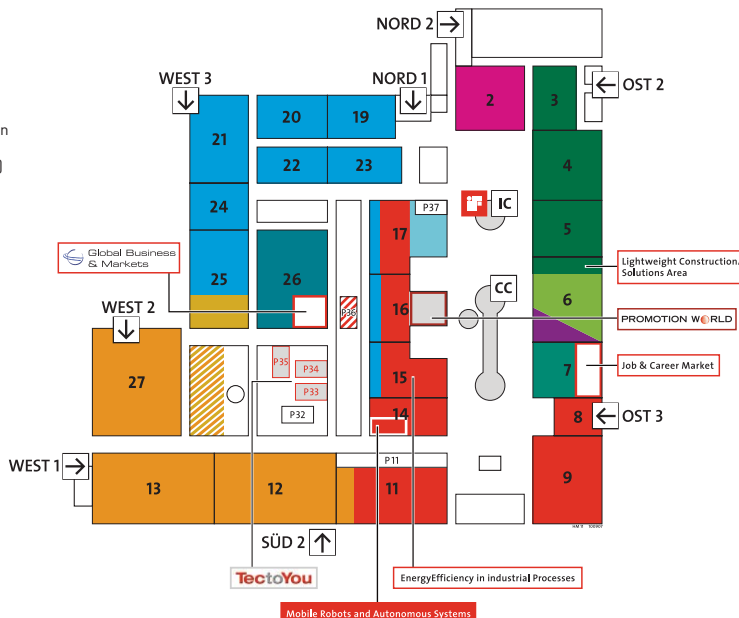 NORD 2
WEST 3
NORD 1
OST 2
2
3
20
19
21
n
4
22
23
P37
IC
24
17
5
Global Business
& Markets
Lightweight Construction
Solutions Area
26
25
CC
6
WEST 2
P36
16
PROMOTION WORLD
27
P35
P34
15
7
Job & Career Market
P33
P32
14
8
OST 3
WEST 1
P11
13
12
11
9
HM 11 100907
SÜD 2
TectoYou
EnergyEfficiency in industrial Processes
Mobile Robots and Autonomous Systems